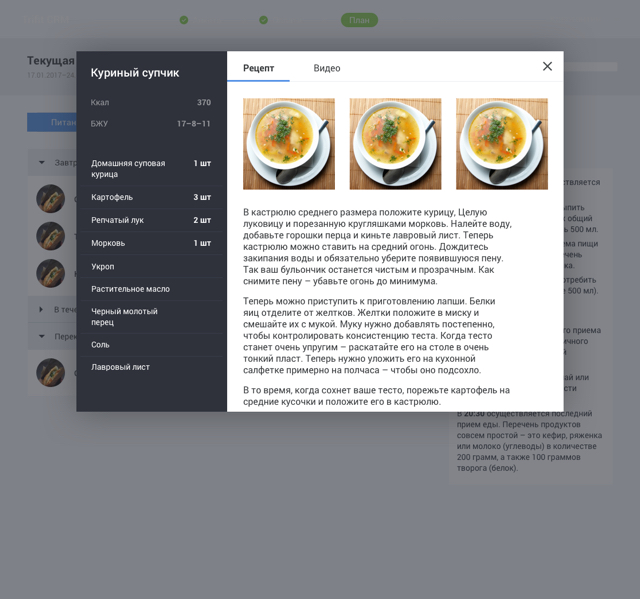 План
Текущая
17.01.2017–24
Питан
Завтр
В теч
Перек
Куриный супчик
Ккал 370
БЖУ 17–8–11
Домашняя суповая 1 шт
курица
Картофель 3 шт
Репчатый лук 2 шт
Морковь 1 шт
Укроп
Растительное масло
Черный молотый
перец
Соль
Лавровый лист
Рецепт Видео
В кастрюлю среднего размера положите курицу, Целую
луковицу и порезанную кругляшками морковь. Налейте воду,
добавьте горошки перца и киньте лавровый лист. Теперь
кастрюлю можно ставить на средний огонь. Дождитесь
закипания воды и обязательно уберите появившуюся пену.
Так ваш бульончик останется чистым и прозрачным. Как
снимите пену – убавьте огонь до минимума.
Теперь можно приступить к приготовлению лапши. Белки
яиц отделите от желтков. Желтки положите в миску и
смешайте их с мукой. Муку нужно добавлять постепенно,
чтобы контролировать консистенцию теста. Когда тесто
станет очень упругим – раскатайте его на столе в очень
тонкий пласт. Теперь нужно уложить его на кухонной
салфетке примерно на полчаса – чтобы оно подсохло.
В то время, когда сохнет ваше тесто, порежьте картофель на
средние кусочки и положите его в кастрюлю.
ствляется
ыпить
общий
ь 500 мл.
ема пищи
ечень
ка.
отребить
е 500 мл).
го приема
ичного
й
ай или
сти
В 20:30 осуществляется последний
прием еды. Перечень продуктов
совсем простой – это кефир, ряженка
или молоко (углеводы) в количестве
200 грамм, а также 100 граммов
творога (белок).